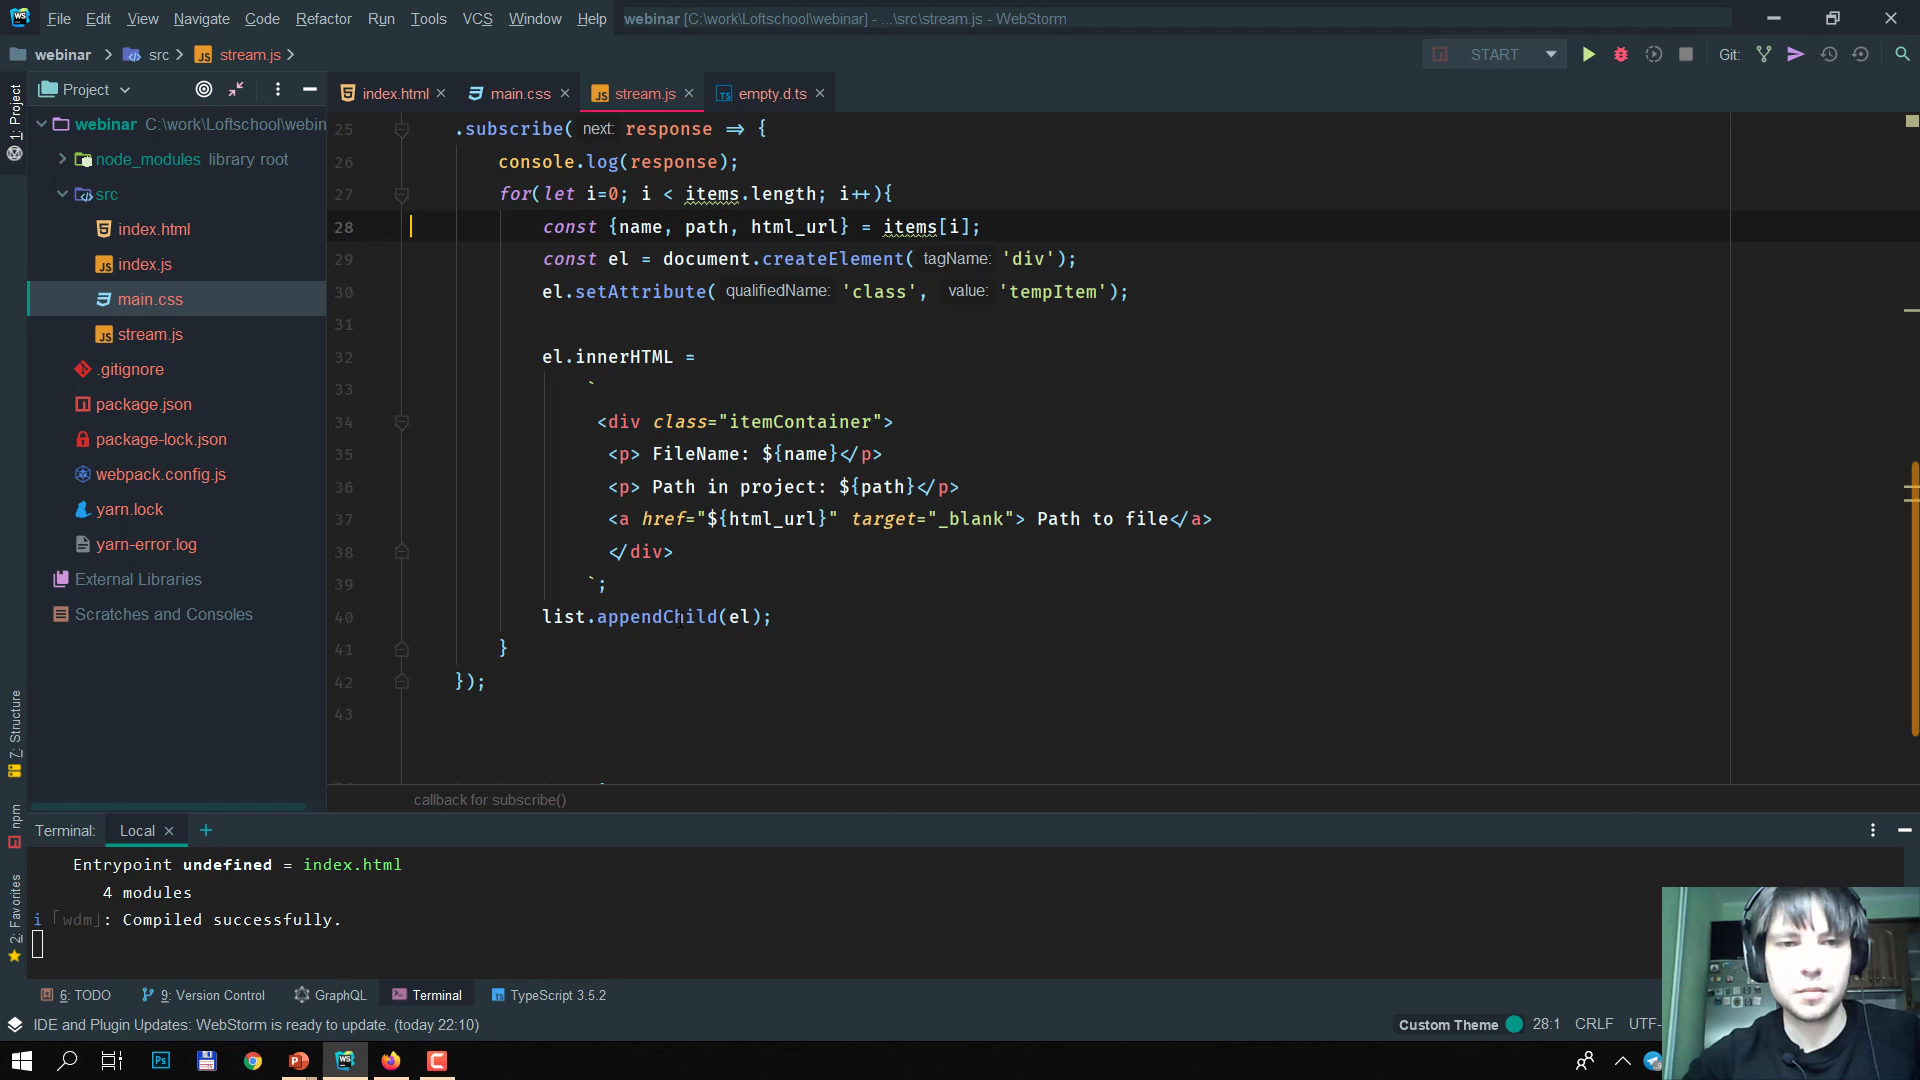 File Edit View Navigate Code Refactor Run Tools VCS Window Help webinar [C:\work\Loftschool\webinar] - ...\src\stream.js - WebStorm
webinar src stream.js START Git:
Project
index.html main.css stream.js empty.d.ts
1: Project
webinar C:\work\Loftschool\webin
node_modules library root
src
index.html
index.js
main.css
stream.js
.gitignore
package.json
package-lock.json
webpack.config.js
yarn.lock
yarn-error.log
External Libraries
Scratches and Consoles
25 .subscribe( next: response => {
26 console.log(response);
27 for(let i=0; i < items.length; i++){
28 const {name, path, html_url} = items[i];
29 const el = document.createElement( tagName: 'div');
30 el.setAttribute( qualifiedName: 'class', value: 'tempItem');
31
32 el.innerHTML =
33 `
34 <div class="itemContainer">
35 <p> FileName: ${name}</p>
36 <p> Path in project: ${path}</p>
37 <a href="${html_url}" target="_blank"> Path to file</a>
38 </div>
39 `;
40 list.appendChild(el);
41 }
42 });
43
callback for subscribe()
7: Structure
npm
2: Favorites
Terminal: Local +
Entrypoint undefined = index.html
4 modules
i ｢wdm｣: Compiled successfully.
6: TODO 9: Version Control GraphQL Terminal TypeScript 3.5.2
IDE and Plugin Updates: WebStorm is ready to update. (today 22:10) Custom Theme 28:1 CRLF UTF-